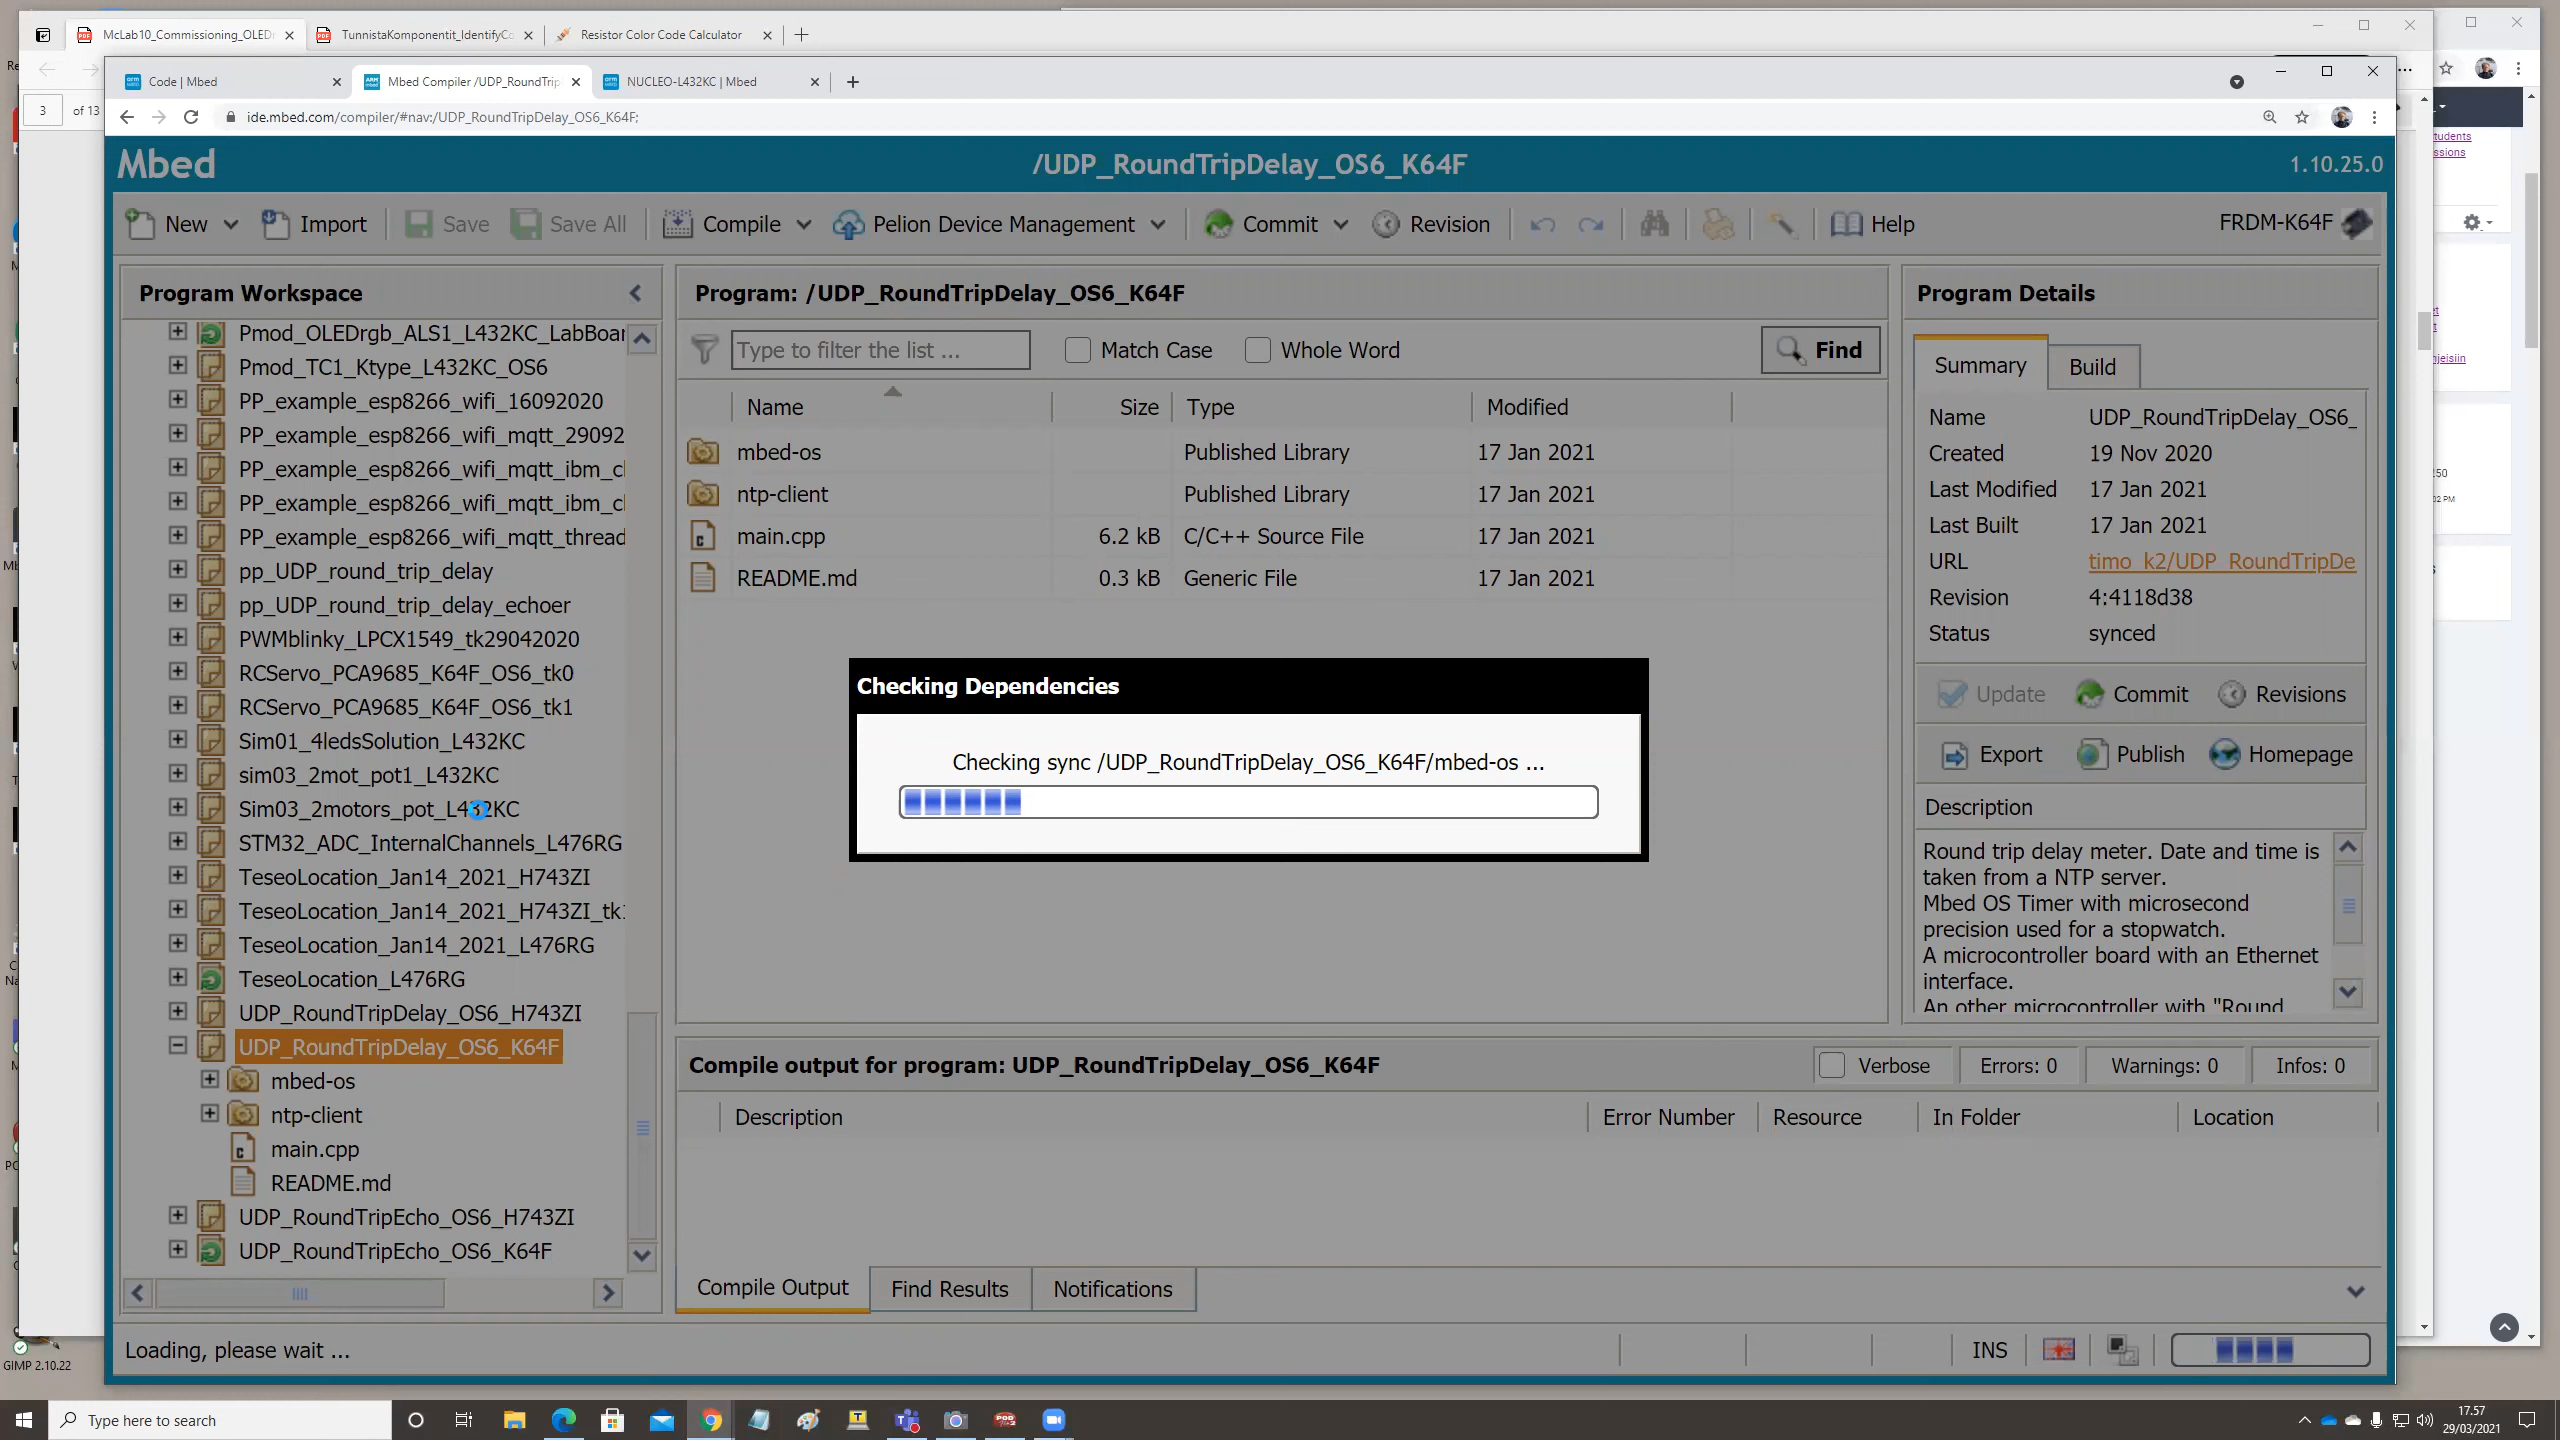 McLab10_Commissioning_OLEDr
TunnistaKomponentit_IdentifyCo
Resistor Color Code Calculator
3 of 13
Code | Mbed
Mbed Compiler /UDP_RoundTrip
NUCLEO-L432KC | Mbed
ide.mbed.com/compiler/#nav:/UDP_RoundTripDelay_OS6_K64F;
Mbed
/UDP_RoundTripDelay_OS6_K64F
1.10.25.0
New
Import
Save
Save All
Compile
Pelion Device Management
Commit
Revision
Help
FRDM-K64F
Program Workspace
Pmod_OLEDrgb_ALS1_L432KC_LabBoar
Pmod_TC1_Ktype_L432KC_OS6
PP_example_esp8266_wifi_16092020
PP_example_esp8266_wifi_mqtt_29092
PP_example_esp8266_wifi_mqtt_ibm_cl
PP_example_esp8266_wifi_mqtt_ibm_cl
PP_example_esp8266_wifi_mqtt_thread
pp_UDP_round_trip_delay
pp_UDP_round_trip_delay_echoer
PWMblinky_LPCX1549_tk29042020
RCServo_PCA9685_K64F_OS6_tk0
RCServo_PCA9685_K64F_OS6_tk1
Sim01_4ledsSolution_L432KC
sim03_2mot_pot1_L432KC
Sim03_2motors_pot_L432KC
STM32_ADC_InternalChannels_L476RG
TeseoLocation_Jan14_2021_H743ZI
TeseoLocation_Jan14_2021_H743ZI_tk1
TeseoLocation_Jan14_2021_L476RG
TeseoLocation_L476RG
UDP_RoundTripDelay_OS6_H743ZI
UDP_RoundTripDelay_OS6_K64F
mbed-os
ntp-client
main.cpp
README.md
UDP_RoundTripEcho_OS6_H743ZI
UDP_RoundTripEcho_OS6_K64F
Program: /UDP_RoundTripDelay_OS6_K64F
Type to filter the list ...
Match Case
Whole Word
Find
Name Size Type Modified
mbed-os Published Library 17 Jan 2021
ntp-client Published Library 17 Jan 2021
main.cpp 6.2 kB C/C++ Source File 17 Jan 2021
README.md 0.3 kB Generic File 17 Jan 2021
Checking Dependencies
Checking sync /UDP_RoundTripDelay_OS6_K64F/mbed-os ...
Program Details
Summary
Build
Name UDP_RoundTripDelay_OS6_
Created 19 Nov 2020
Last Modified 17 Jan 2021
Last Built 17 Jan 2021
URL timo_k2/UDP_RoundTripDe
Revision 4:4118d38
Status synced
Update
Commit
Revisions
Export
Publish
Homepage
Description
Round trip delay meter. Date and time is
taken from a NTP server.
Mbed OS Timer with microsecond
precision used for a stopwatch.
A microcontroller board with an Ethernet
interface.
An other microcontroller with "Round
Compile output for program: UDP_RoundTripDelay_OS6_K64F
Verbose
Errors: 0
Warnings: 0
Infos: 0
Description Error Number Resource In Folder Location
Compile Output
Find Results
Notifications
Loading, please wait ...
INS
GIMP 2.10.22
Type here to search
17.57
29/03/2021